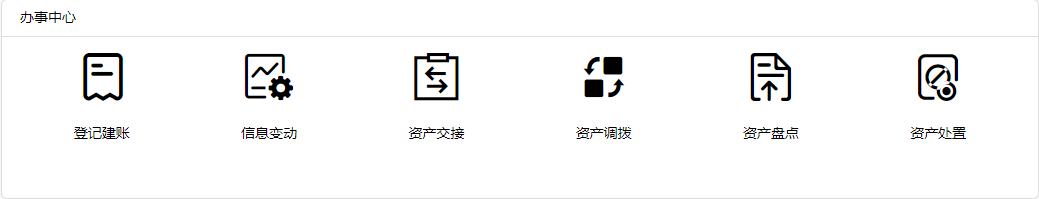 办事中心
登记建账
信息变动
资产交接
资产调拨
资产盘点
资产处置